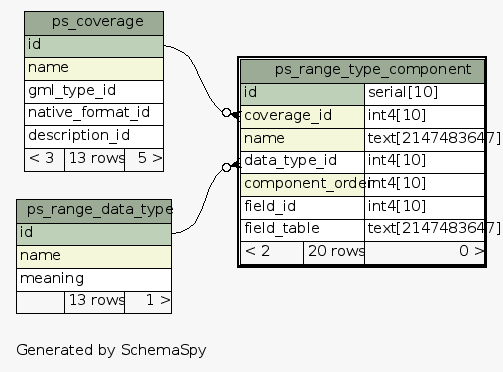 ps_coverage
id
name
gml_type_id
native_format_id
description_id
< 3 13 rows 5 >
ps_range_type_component
id serial[10]
coverage_id int4[10]
name text[2147483647]
data_type_id int4[10]
component_order int4[10]
field_id int4[10]
field_table text[2147483647]
< 2 20 rows 0 >
ps_range_data_type
id
name
meaning
13 rows 1 >
Generated by SchemaSpy